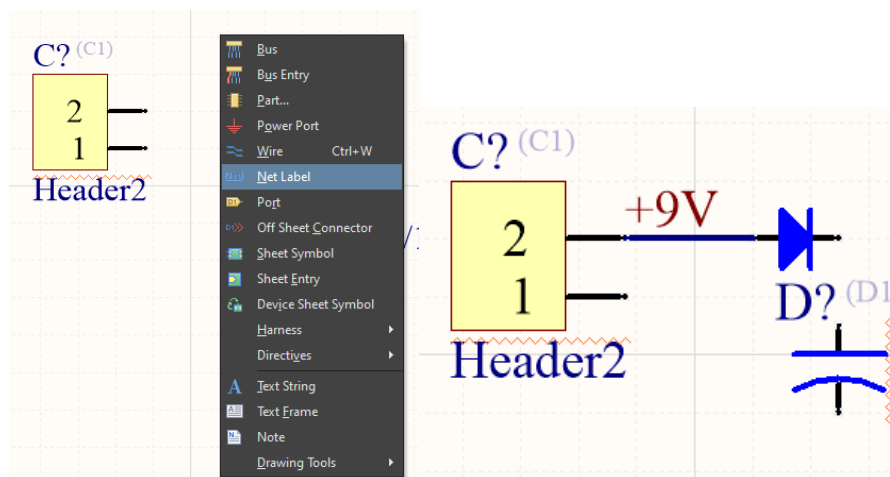 C? (C1)
2
1
Header2
Bus
Bus Entry
Part...
Power Port
Wire Ctrl+W
Net Label
Port
Off Sheet Connector
Sheet Symbol
Sheet Entry
Device Sheet Symbol
Harness
Directives
Text String
Text Frame
Note
Drawing Tools
C? (C1)
2
1
Header2
+9V
D? (D1